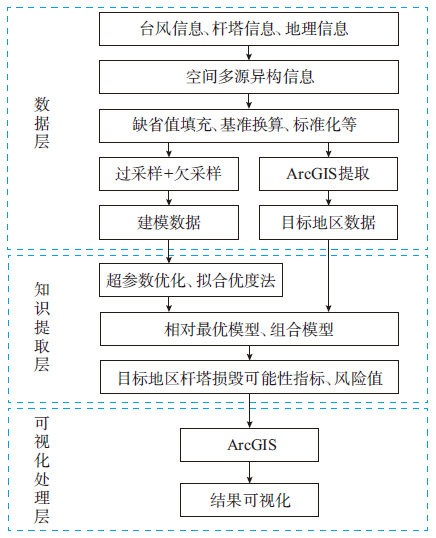 台风信息、杆塔信息、地理信息
空间多源异构信息
数据层
缺省值填充、基准换算、标准化等
过采样+欠采样
ArcGIS提取
建模数据
目标地区数据
超参数优化、拟合优度法
知识提取层
相对最优模型、组合模型
目标地区杆塔损毁可能性指标、风险值
可视化处理层
ArcGIS
结果可视化